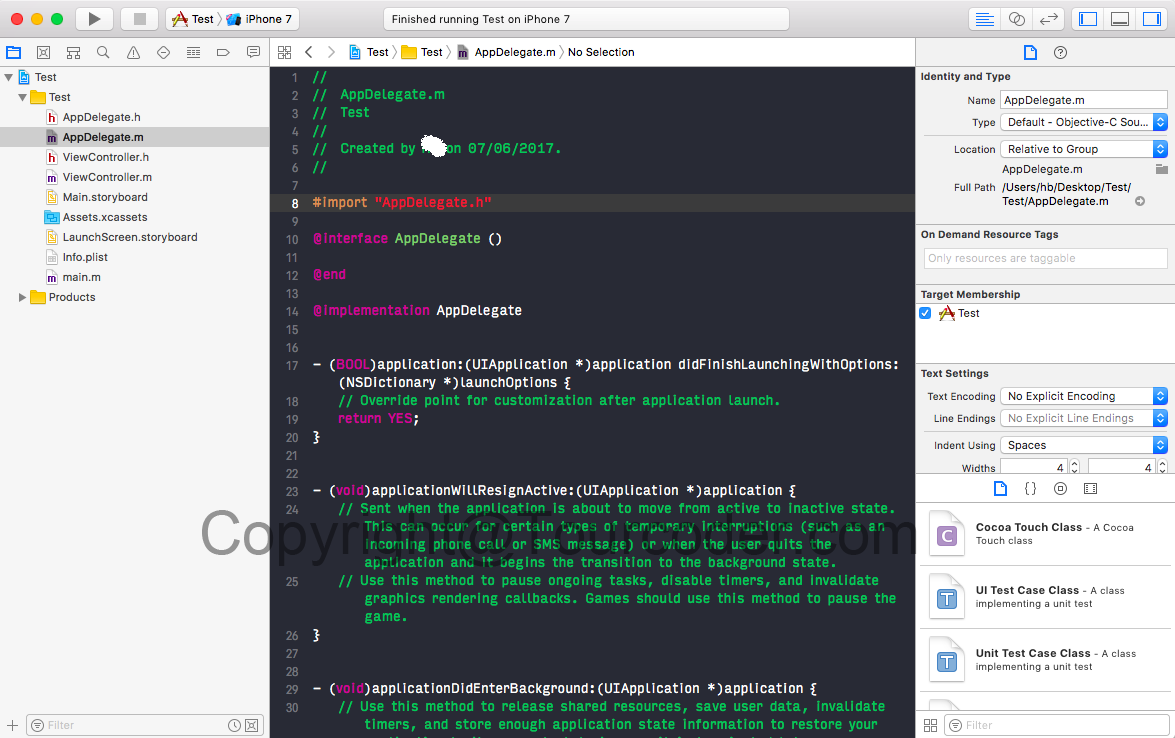 Test 〉 iPhone 7
Finished running Test on iPhone 7
Test 〉 Test 〉 m AppDelegate.m 〉 No Selection
Test
Test
h AppDelegate.h
m AppDelegate.m
h ViewController.h
m ViewController.m
Main.storyboard
Assets.xcassets
LaunchScreen.storyboard
Info.plist
m main.m
Products
Filter
1 //
2 //  AppDelegate.m
3 //  Test
4 //
5 //  Created by on 07/06/2017.
6 //
7
8 #import "AppDelegate.h"
9
10 @interface AppDelegate ()
11
12 @end
13
14 @implementation AppDelegate
15
16
17 - (BOOL)application:(UIApplication *)application didFinishLaunchingWithOptions:
(NSDictionary *)launchOptions {
18 // Override point for customization after application launch.
19 return YES;
20 }
21
22
23 - (void)applicationWillResignActive:(UIApplication *)application {
24 // Sent when the application is about to move from active to inactive state.
This can occur for certain types of temporary interruptions (such as an
incoming phone call or SMS message) or when the user quits the
application and it begins the transition to the background state.
25 // Use this method to pause ongoing tasks, disable timers, and invalidate
graphics rendering callbacks. Games should use this method to pause the
game.
26 }
27
28
29 - (void)applicationDidEnterBackground:(UIApplication *)application {
30 // Use this method to release shared resources, save user data, invalidate
timers, and store enough application state information to restore your
Copyright@Tourcoder.com
Identity and Type
Name AppDelegate.m
Type Default - Objective-C Sou...
Location Relative to Group
AppDelegate.m
Full Path /Users/hb/Desktop/Test/
Test/AppDelegate.m
On Demand Resource Tags
Only resources are taggable
Target Membership
Test
Text Settings
Text Encoding No Explicit Encoding
Line Endings No Explicit Line Endings
Indent Using Spaces
Widths 4 4
{ }
C Cocoa Touch Class - A Cocoa
Touch class
T UI Test Case Class - A class
implementing a unit test
T Unit Test Case Class - A class
implementing a unit test
Filter